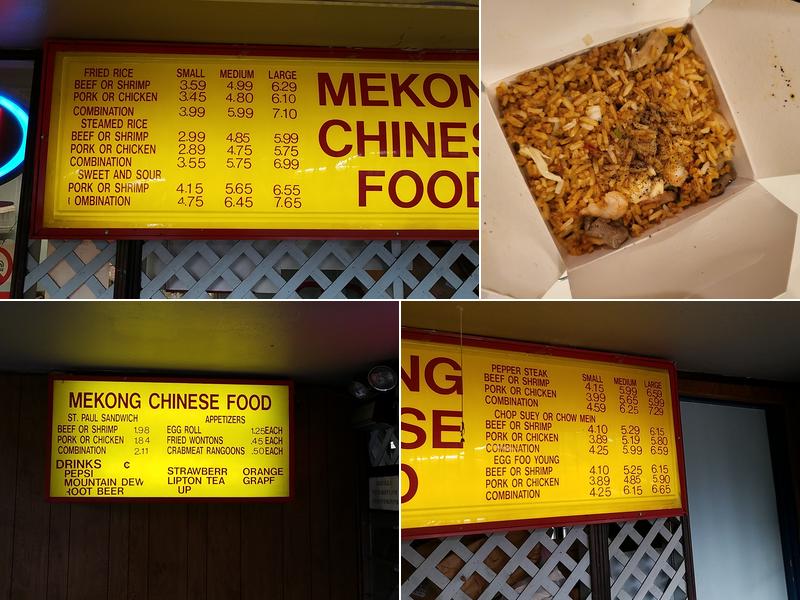 FRIED RICE SMALL MEDIUM LARGE
BEEF OR SHRIMP 3.59 4.99 6.29
PORK OR CHICKEN 3.45 4.80 6.10
COMBINATION 3.99 5.99 7.10
STEAMED RICE
BEEF OR SHRIMP 2.99 4.85 5.99
PORK OR CHICKEN 2.89 4.75 5.75
COMBINATION 3.55 5.75 6.99
SWEET AND SOUR
PORK OR SHRIMP 4.15 5.65 6.55
OMBINATION 4.75 6.45 7.65
MEKON
CHINES
FOOD
MEKONG CHINESE FOOD
ST. PAUL SANDWICH
BEEF OR SHRIMP 1.98
PORK OR CHICKEN 1.84
COMBINATION 2.11
APPETIZERS
EGG ROLL 1.25EACH
FRIED WONTONS .45 EACH
CRABMEAT RANGOONS .50EACH
DRINKS ¢
PEPSI STRAWBERR ORANGE
MOUNTAIN DEW LIPTON TEA GRAPF
ROOT BEER UP
NG
SE
D
PEPPER STEAK SMALL MEDIUM LARGE
BEEF OR SHRIMP 4.15 5.99 6.59
PORK OR CHICKEN 3.99 5.65 5.99
COMBINATION 4.59 6.25 7.29
CHOP SUEY OR CHOW MEIN
BEEF OR SHRIMP 4.10 5.29 6.15
PORK OR CHICKEN 3.89 5.19 5.80
COMBINATION 4.25 5.99 6.59
EGG FOO YOUNG
BEEF OR SHRIMP 4.10 5.25 6.15
PORK OR CHICKEN 3.89 4.85 5.90
COMBINATION 4.25 6.15 6.65